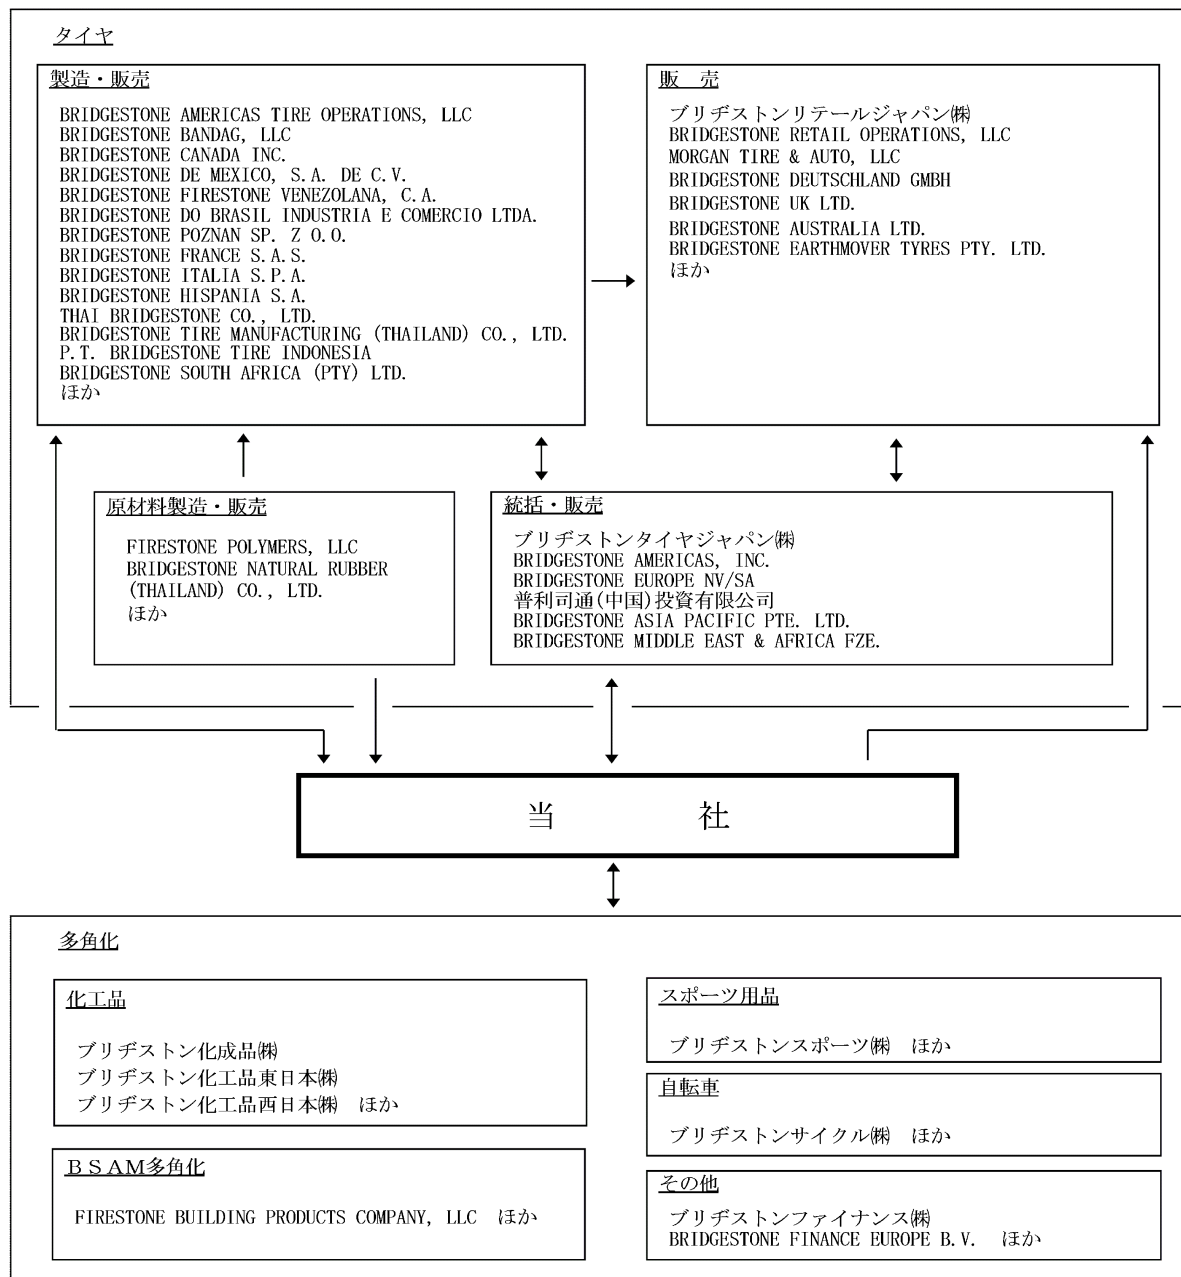 タイヤ
製造・販売
BRIDGESTONE AMERICAS TIRE OPERATIONS, LLC
BRIDGESTONE BANDAG, LLC
BRIDGESTONE CANADA INC.
BRIDGESTONE DE MEXICO, S.A. DE C.V.
BRIDGESTONE FIRESTONE VENEZOLANA, C.A.
BRIDGESTONE DO BRASIL INDUSTRIA E COMERCIO LTDA.
BRIDGESTONE POZNAN SP. Z O.O.
BRIDGESTONE FRANCE S.A.S.
BRIDGESTONE ITALIA S.P.A.
BRIDGESTONE HISPANIA S.A.
THAI BRIDGESTONE CO., LTD.
BRIDGESTONE TIRE MANUFACTURING (THAILAND) CO., LTD.
P.T. BRIDGESTONE TIRE INDONESIA
BRIDGESTONE SOUTH AFRICA (PTY) LTD.
ほか
販　売
ブリヂストンリテールジャパン㈱
BRIDGESTONE RETAIL OPERATIONS, LLC
MORGAN TIRE & AUTO, LLC
BRIDGESTONE DEUTSCHLAND GMBH
BRIDGESTONE UK LTD.
BRIDGESTONE AUSTRALIA LTD.
BRIDGESTONE EARTHMOVER TYRES PTY. LTD.
ほか
原材料製造・販売
FIRESTONE POLYMERS, LLC
BRIDGESTONE NATURAL RUBBER
(THAILAND) CO., LTD.
ほか
統括・販売
ブリヂストンタイヤジャパン㈱
BRIDGESTONE AMERICAS, INC.
BRIDGESTONE EUROPE NV/SA
普利司通(中国)投資有限公司
BRIDGESTONE ASIA PACIFIC PTE. LTD.
BRIDGESTONE MIDDLE EAST & AFRICA FZE.
当　　社
多角化
化工品
ブリヂストン化成品㈱
ブリヂストン化工品東日本㈱
ブリヂストン化工品西日本㈱　ほか
ＢＳＡＭ多角化
FIRESTONE BUILDING PRODUCTS COMPANY, LLC　ほか
スポーツ用品
ブリヂストンスポーツ㈱　ほか
自転車
ブリヂストンサイクル㈱　ほか
その他
ブリヂストンファイナンス㈱
BRIDGESTONE FINANCE EUROPE B.V.　ほか